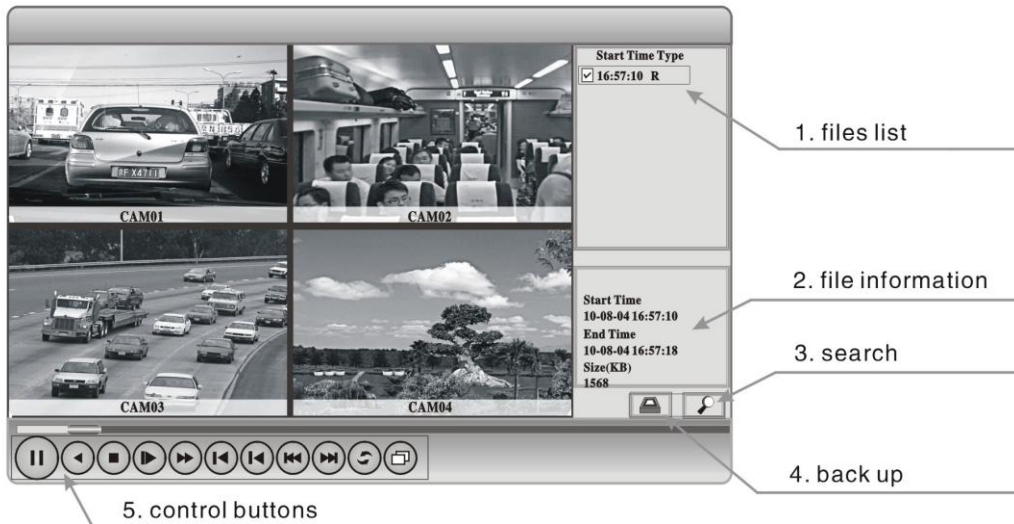 Start Time Type
16:57:10 R
1. files list
CAM01
CAM02
2. file information
Start Time
10-08-04 16:57:10
End Time
10-08-04 16:57:18
Size(KB)
1568
3. search
CAM03
CAM04
4. back up
5. control buttons